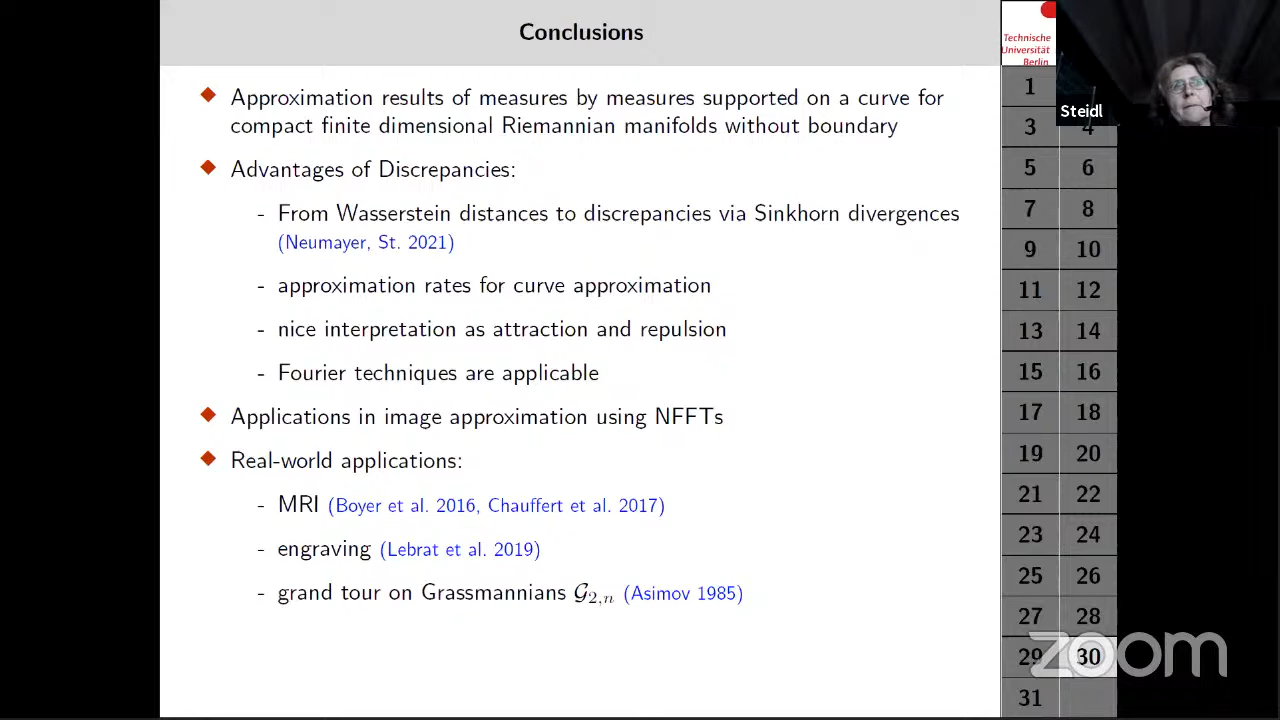 Conclusions
Approximation results of measures by measures supported on a curve for
compact finite dimensional Riemannian manifolds without boundary
Advantages of Discrepancies:
- From Wasserstein distances to discrepancies via Sinkhorn divergences
(Neumayer, St. 2021)
- approximation rates for curve approximation
- nice interpretation as attraction and repulsion
- Fourier techniques are applicable
Applications in image approximation using NFFTs
Real-world applications:
- MRI (Boyer et al. 2016, Chauffert et al. 2017)
- engraving (Lebrat et al. 2019)
- grand tour on Grassmannians 𝒢2,n (Asimov 1985)
Technische
Universität
Berlin
Steidl
1
3 4
5 6
7 8
9 10
11 12
13 14
15 16
17 18
19 20
21 22
23 24
25 26
27 28
29 30
31
zoom